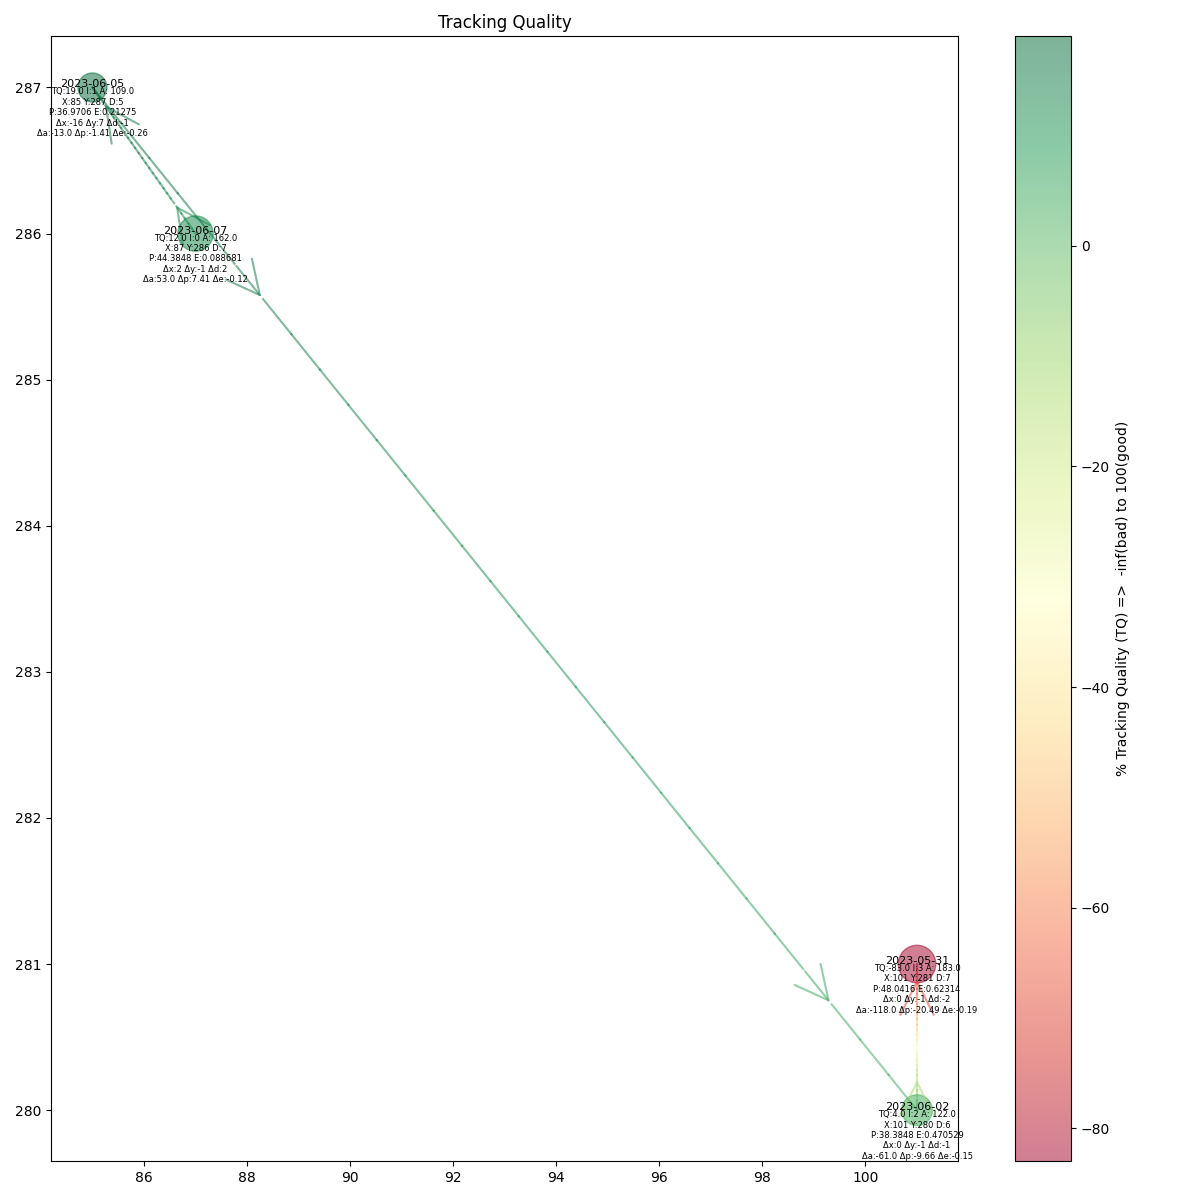 Tracking Quality
287
286
285
284
283
282
281
280
86
88
90
92
94
96
98
100
2023-06-05
TQ:19.0 I:1 A: 109.0
X:85 Y:287 D:5
P:36.9706 E:0.21275
Δx:-16 Δy:7 Δd:-1
Δa:-13.0 Δp:-1.41 Δe:-0.26
2023-06-07
TQ:12.0 I:0 A: 162.0
X:87 Y:286 D:7
P:44.3848 E:0.088681
Δx:2 Δy:-1 Δd:2
Δa:53.0 Δp:7.41 Δe:-0.12
2023-05-31
TQ:-83.0 I:3 A: 183.0
X:101 Y:281 D:7
P:48.0416 E:0.62314
Δx:0 Δy:-1 Δd:-2
Δa:-118.0 Δp:-20.49 Δe:-0.19
2023-06-02
TQ:4.0 I:2 A: 122.0
X:101 Y:280 D:6
P:38.3848 E:0.470529
Δx:0 Δy:-1 Δd:-1
Δa:-61.0 Δp:-9.66 Δe:-0.15
0
−20
−40
−60
−80
% Tracking Quality (TQ) => -inf(bad) to 100(good)